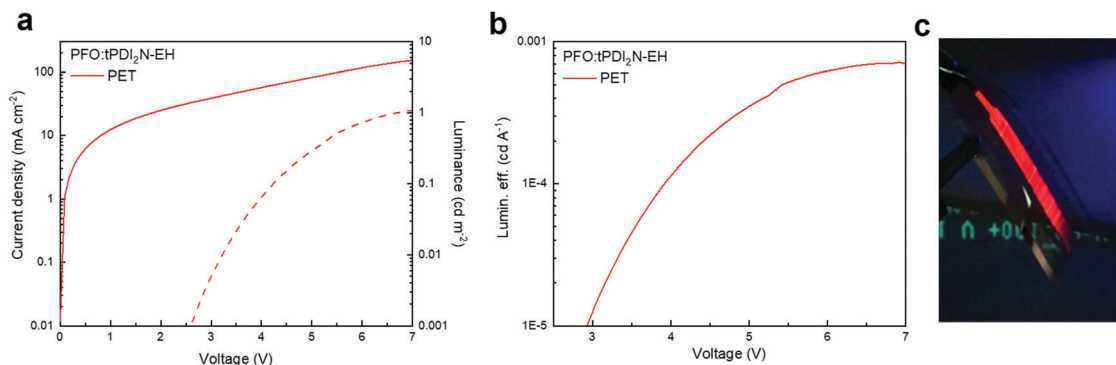 a
PFO:tPDI₂N-EH
PET
100
10
1
0.1
0.01
Current density (mA cm⁻²)
10
1
0.1
0.01
0.001
Luminance (cd m⁻²)
0 1 2 3 4 5 6 7
Voltage (V)
b
PFO:tPDI₂N-EH
PET
0.001
1E-4
1E-5
Lumin. eff. (cd A⁻¹)
3 4 5 6 7
Voltage (V)
c